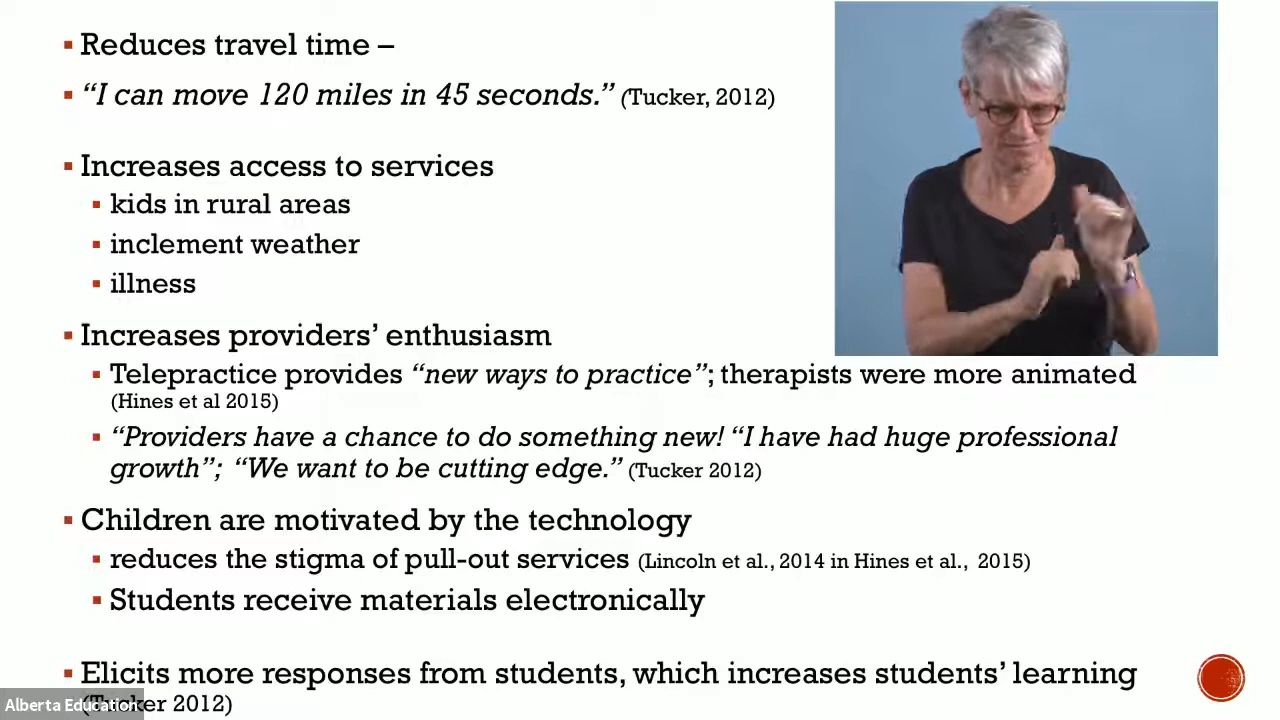 ▪ Reduces travel time –
▪ “I can move 120 miles in 45 seconds.” (Tucker, 2012)
▪ Increases access to services
▪ kids in rural areas
▪ inclement weather
▪ illness
▪ Increases providers’ enthusiasm
▪ Telepractice provides “new ways to practice”; therapists were more animated
(Hines et al 2015)
▪ “Providers have a chance to do something new! “I have had huge professional
growth”; “We want to be cutting edge.” (Tucker 2012)
▪ Children are motivated by the technology
▪ reduces the stigma of pull-out services (Lincoln et al., 2014 in Hines et al., 2015)
▪ Students receive materials electronically
▪ Elicits more responses from students, which increases students’ learning
(Tucker 2012)
Alberta Education